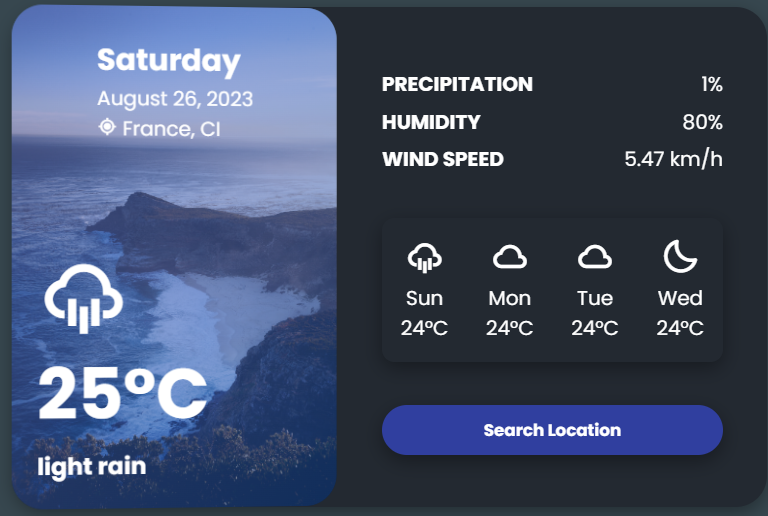 Saturday
August 26, 2023
France, CI
25°C
light rain
PRECIPITATION 1%
HUMIDITY 80%
WIND SPEED 5.47 km/h
Sun Mon Tue Wed
24°C 24°C 24°C 24°C
Search Location